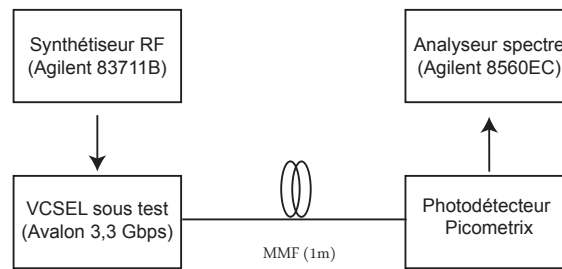 Synthétiseur RF
(Agilent 83711B)
Analyseur spectre
(Agilent 8560EC)
VCSEL sous test
(Avalon 3,3 Gbps)
MMF (1m)
Photodétecteur
Picometrix